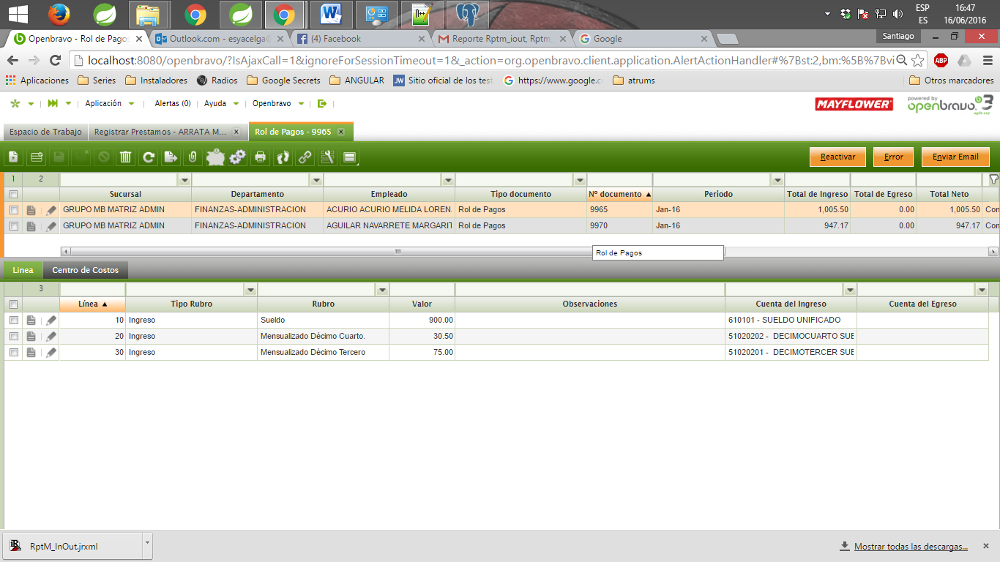 ESP
ES
16:47
16/06/2016
Openbravo - Rol de Pagos
Outlook.com - esyacelga@
(4) Facebook
Reporte Rptm_iout, Rptm_
Google
Santiago
localhost:8080/openbravo/?IsAjaxCall=1&ignoreForSessionTimeout=1&_action=org.openbravo.client.application.AlertActionHandler#%7Bst:2,bm:%5B%7Bvi
ABP
Aplicaciones
Series
Instaladores
Radios
Google Secrets
ANGULAR
JW
Sitio oficial de los test
https://www.google.c
atrums
Otros marcadores
Aplicación
Alertas (0)
Ayuda
Openbravo
MAYFLOWER
powered by
openbravo 3
agile erp
Espacio de Trabajo
Registrar Prestamos - ARRATA M...
Rol de Pagos - 9965
Reactivar
Error
Enviar Email
1 2
Sucursal Departamento Empleado Tipo documento Nº documento Periodo Total de Ingreso Total de Egreso Total Neto
GRUPO MB MATRIZ ADMIN FINANZAS-ADMINISTRACION ACURIO ACURIO MELIDA LOREN. Rol de Pagos 9965 Jan-16 1,005.50 0.00 1,005.50 Con
GRUPO MB MATRIZ ADMIN FINANZAS-ADMINISTRACION AGUILAR NAVARRETE MARGARIT Rol de Pagos 9970 Jan-16 947.17 0.00 947.17 Con
Rol de Pagos
Linea
Centro de Costos
3
Línea Tipo Rubro Rubro Valor Observaciones Cuenta del Ingreso Cuenta del Egreso
10 Ingreso Sueldo 900.00 610101 - SUELDO UNIFICADO
20 Ingreso Mensualizado Décimo Cuarto. 30.50 51020202 - DECIMOCUARTO SUE
30 Ingreso Mensualizado Décimo Tercero 75.00 51020201 - DECIMOTERCER SUE
iR
RptM_InOut.jrxml
Mostrar todas las descargas...